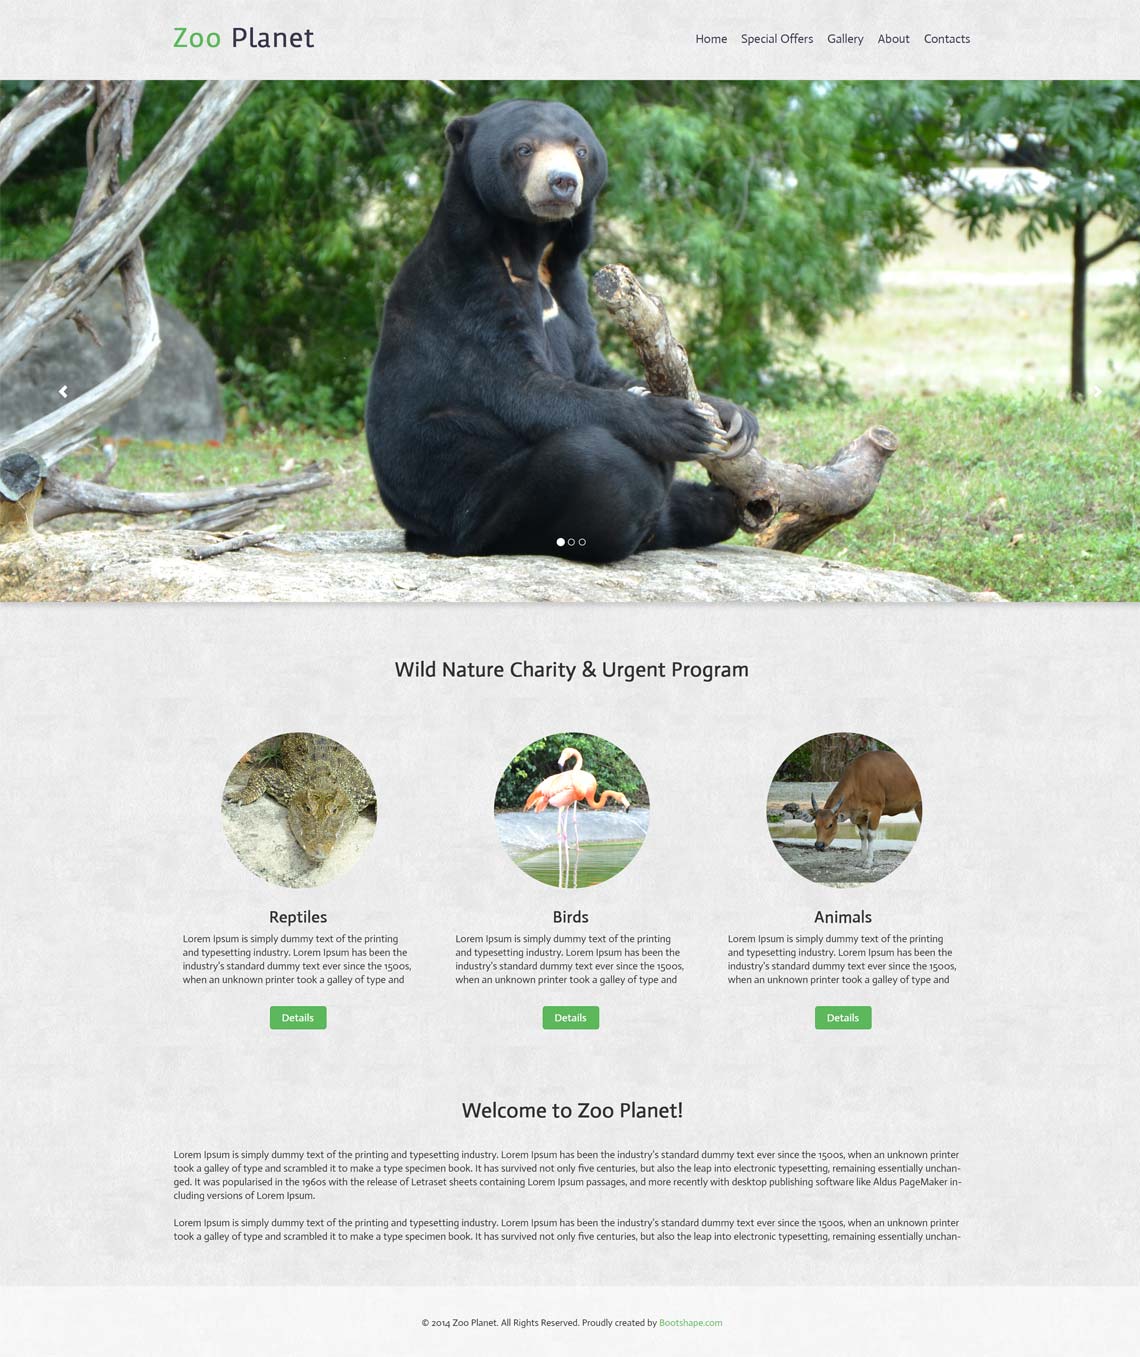 Zoo Planet
Home Special Offers Gallery About Contacts
Wild Nature Charity & Urgent Program
Reptiles
Lorem Ipsum is simply dummy text of the printing
and typesetting industry. Lorem Ipsum has been the
industry's standard dummy text ever since the 1500s,
when an unknown printer took a galley of type and
Details
Birds
Lorem Ipsum is simply dummy text of the printing
and typesetting industry. Lorem Ipsum has been the
industry's standard dummy text ever since the 1500s,
when an unknown printer took a galley of type and
Details
Animals
Lorem Ipsum is simply dummy text of the printing
and typesetting industry. Lorem Ipsum has been the
industry's standard dummy text ever since the 1500s,
when an unknown printer took a galley of type and
Details
Welcome to Zoo Planet!
Lorem Ipsum is simply dummy text of the printing and typesetting industry. Lorem Ipsum has been the industry's standard dummy text ever since the 1500s, when an unknown printer
took a galley of type and scrambled it to make a type specimen book. It has survived not only five centuries, but also the leap into electronic typesetting, remaining essentially unchan-
ged. It was popularised in the 1960s with the release of Letraset sheets containing Lorem Ipsum passages, and more recently with desktop publishing software like Aldus PageMaker in-
cluding versions of Lorem Ipsum.
Lorem Ipsum is simply dummy text of the printing and typesetting industry. Lorem Ipsum has been the industry's standard dummy text ever since the 1500s, when an unknown printer
took a galley of type and scrambled it to make a type specimen book. It has survived not only five centuries, but also the leap into electronic typesetting, remaining essentially unchan-
© 2014 Zoo Planet. All Rights Reserved. Proudly created by Bootshape.com